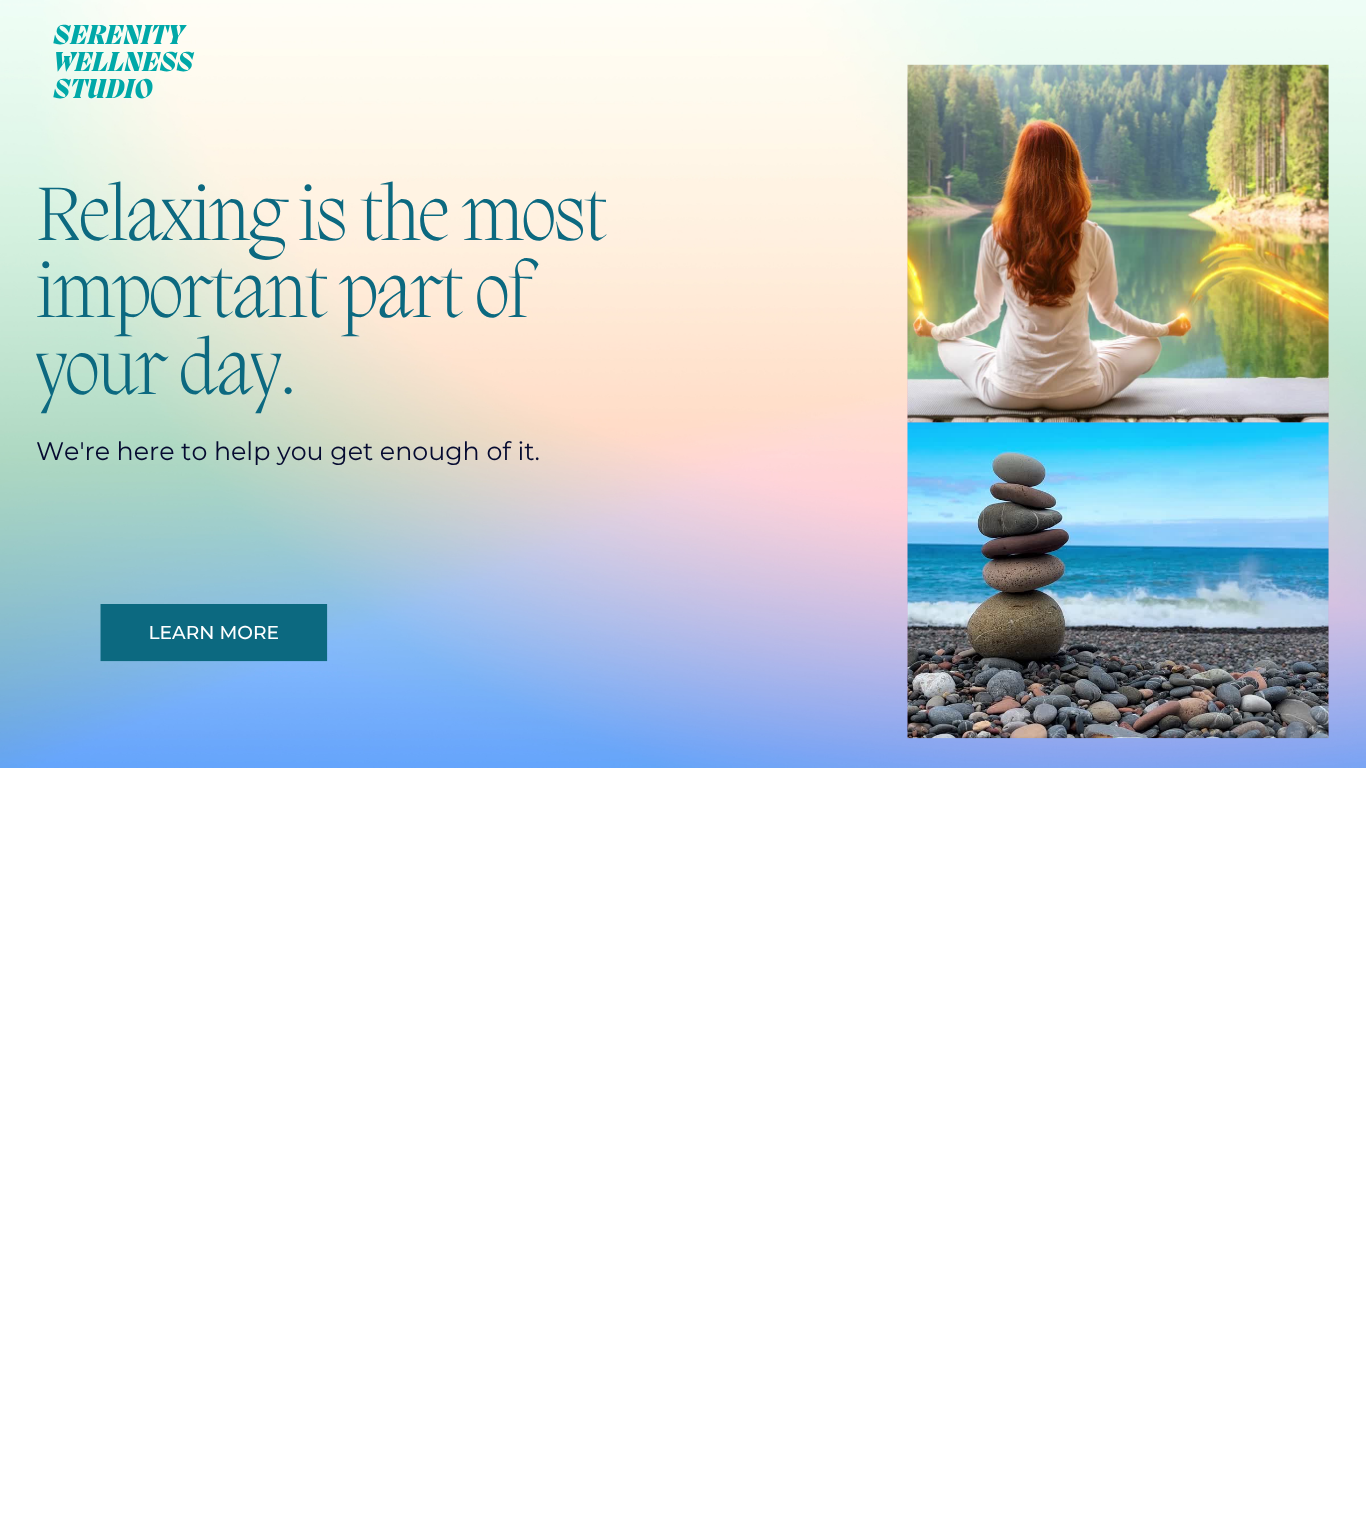 SERENITY
WELLNESS
STUDIO
Relaxing is the most
important part of
your day.
We're here to help you get enough of it.
LEARN MORE